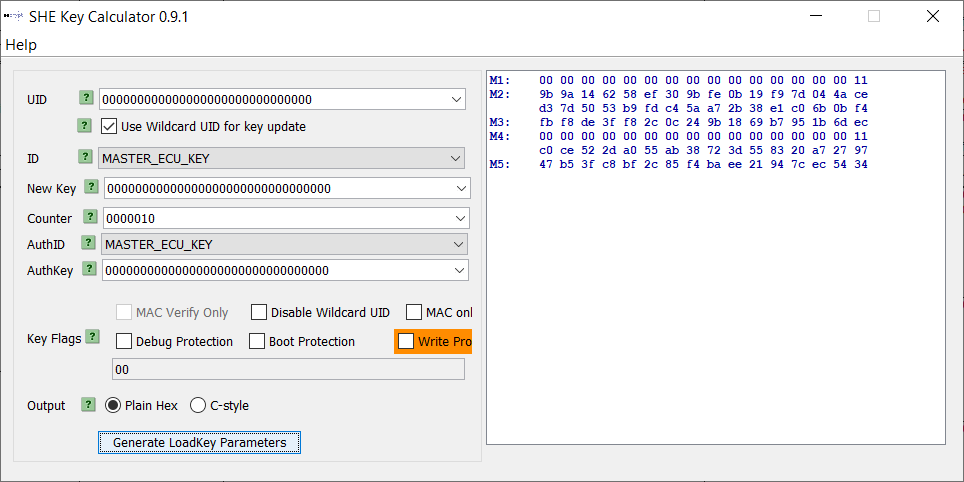 SHE Key Calculator 0.9.1
Help
UID ? 000000000000000000000000000000
? Use Wildcard UID for key update
ID ? MASTER_ECU_KEY
New Key ? 00000000000000000000000000000000
Counter ? 0000010
AuthID ? MASTER_ECU_KEY
AuthKey ? 00000000000000000000000000000000
MAC Verify Only Disable Wildcard UID MAC onl
Key Flags ? Debug Protection Boot Protection Write Pro
00
Output ? Plain Hex C-style
Generate LoadKey Parameters
M1: 00 00 00 00 00 00 00 00 00 00 00 00 00 00 00 11
M2: 9b 9a 14 62 58 ef 30 9b fe 0b 19 f9 7d 04 4a ce
d3 7d 50 53 b9 fd c4 5a a7 2b 38 e1 c0 6b 0b f4
M3: fb f8 de 3f f8 2c 0c 24 9b 18 69 b7 95 1b 6d ec
M4: 00 00 00 00 00 00 00 00 00 00 00 00 00 00 00 11
c0 ce 52 2d a0 55 ab 38 72 3d 55 83 20 a7 27 97
M5: 47 b5 3f c8 bf 2c 85 f4 ba ee 21 94 7c ec 54 34